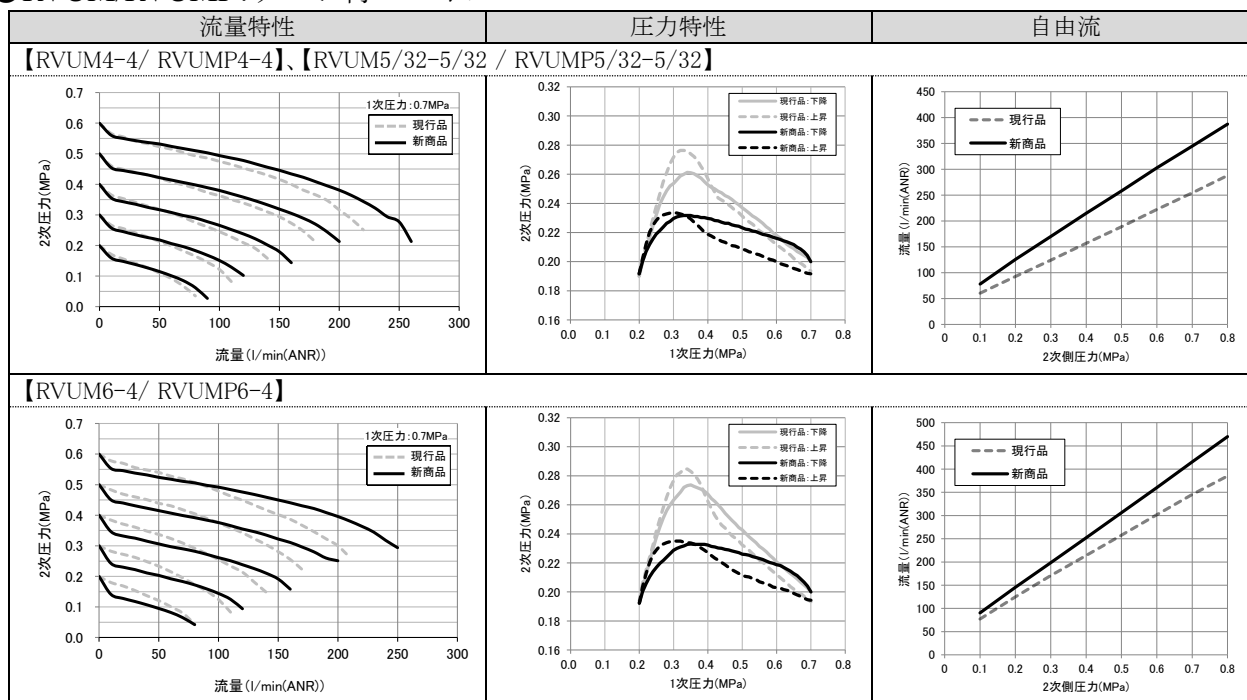 流量特性
圧力特性
自由流
【RVUM4-4/ RVUMP4-4】、【RVUM5/32-5/32 / RVUMP5/32-5/32】
0.7
0.6
0.5
0.4
0.3
0.2
0.1
0.0
2次圧力(MPa)
1次圧力:0.7MPa
現行品
新商品
0 50 100 150 200 250 300
流量(l/min(ANR))
0.32
0.30
0.28
0.26
0.24
0.22
0.20
0.18
0.16
2次圧力(MPa)
現行品:下降
現行品:上昇
新商品:下降
新商品:上昇
0.0 0.1 0.2 0.3 0.4 0.5 0.6 0.7 0.8
1次圧力(MPa)
450
400
350
300
250
200
150
100
50
0
流量(l/min(ANR))
現行品
新商品
0 0.1 0.2 0.3 0.4 0.5 0.6 0.7 0.8
2次側圧力(MPa)
【RVUM6-4/ RVUMP6-4】
0.7
0.6
0.5
0.4
0.3
0.2
0.1
0.0
2次圧力(MPa)
1次圧力:0.7MPa
現行品
新商品
0 50 100 150 200 250 300
流量(l/min(ANR))
0.32
0.30
0.28
0.26
0.24
0.22
0.20
0.18
0.16
2次圧力(MPa)
現行品:下降
現行品:上昇
新商品:下降
新商品:上昇
0.0 0.1 0.2 0.3 0.4 0.5 0.6 0.7 0.8
1次圧力(MPa)
500
450
400
350
300
250
200
150
100
50
0
流量(l/min(ANR))
現行品
新商品
0 0.1 0.2 0.3 0.4 0.5 0.6 0.7 0.8
2次側圧力(MPa)